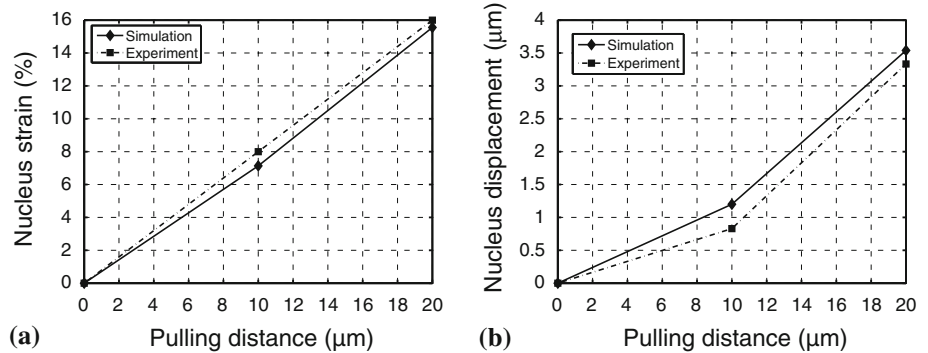 16
14
12
10
8
6
4
2
0
Nucleus strain (%)
Simulation
Experiment
0 2 4 6 8 10 12 14 16 18 20
(a) Pulling distance (μm)
4
3.5
3
2.5
2
1.5
1
0.5
0
Nucleus displacement (μm)
Simulation
Experiment
0 2 4 6 8 10 12 14 16 18 20
(b) Pulling distance (μm)